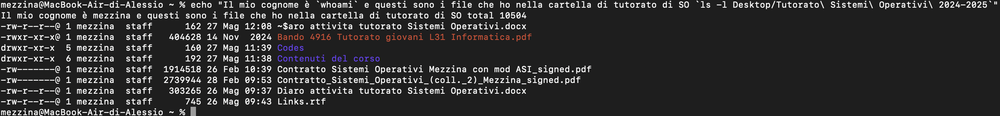 mezzina@MacBook-Air-di-Alessio ~ % echo "Il mio cognome è `whoami` e questi sono i file che ho nella cartella di tutorato di SO `ls -l Desktop/Tutorato\ Sistemi\ Operativi\ 2024-2025`"
Il mio cognome è mezzina e questi sono i file che ho nella cartella di tutorato di SO total 10504
-rw-r--r--@ 1 mezzina  staff      162 27 Mag 12:08 ~$aro attivita tutorato Sistemi Operativi.docx
-rwxr-xr-x@ 1 mezzina  staff   404628 14 Nov  2024 Bando 4916 Tutorato giovani L31 Informatica.pdf
drwxr-xr-x  5 mezzina  staff      160 27 Mag 11:39 Codes
drwxr-xr-x  6 mezzina  staff      192 27 Mag 11:38 Contenuti del corso
-rw-------@ 1 mezzina  staff  1914518 26 Feb 10:39 Contratto Sistemi Operativi Mezzina con mod ASI_signed.pdf
-rw-------@ 1 mezzina  staff  2739944 28 Feb 09:53 Contratto_Sistemi_Operativi_(coll._2)_Mezzina_signed.pdf
-rw-r--r--@ 1 mezzina  staff   303265 26 Mag 09:37 Diaro attivita tutorato Sistemi Operativi.docx
-rw-r--r--@ 1 mezzina  staff      745 26 Mag 09:43 Links.rtf
mezzina@MacBook-Air-di-Alessio ~ %